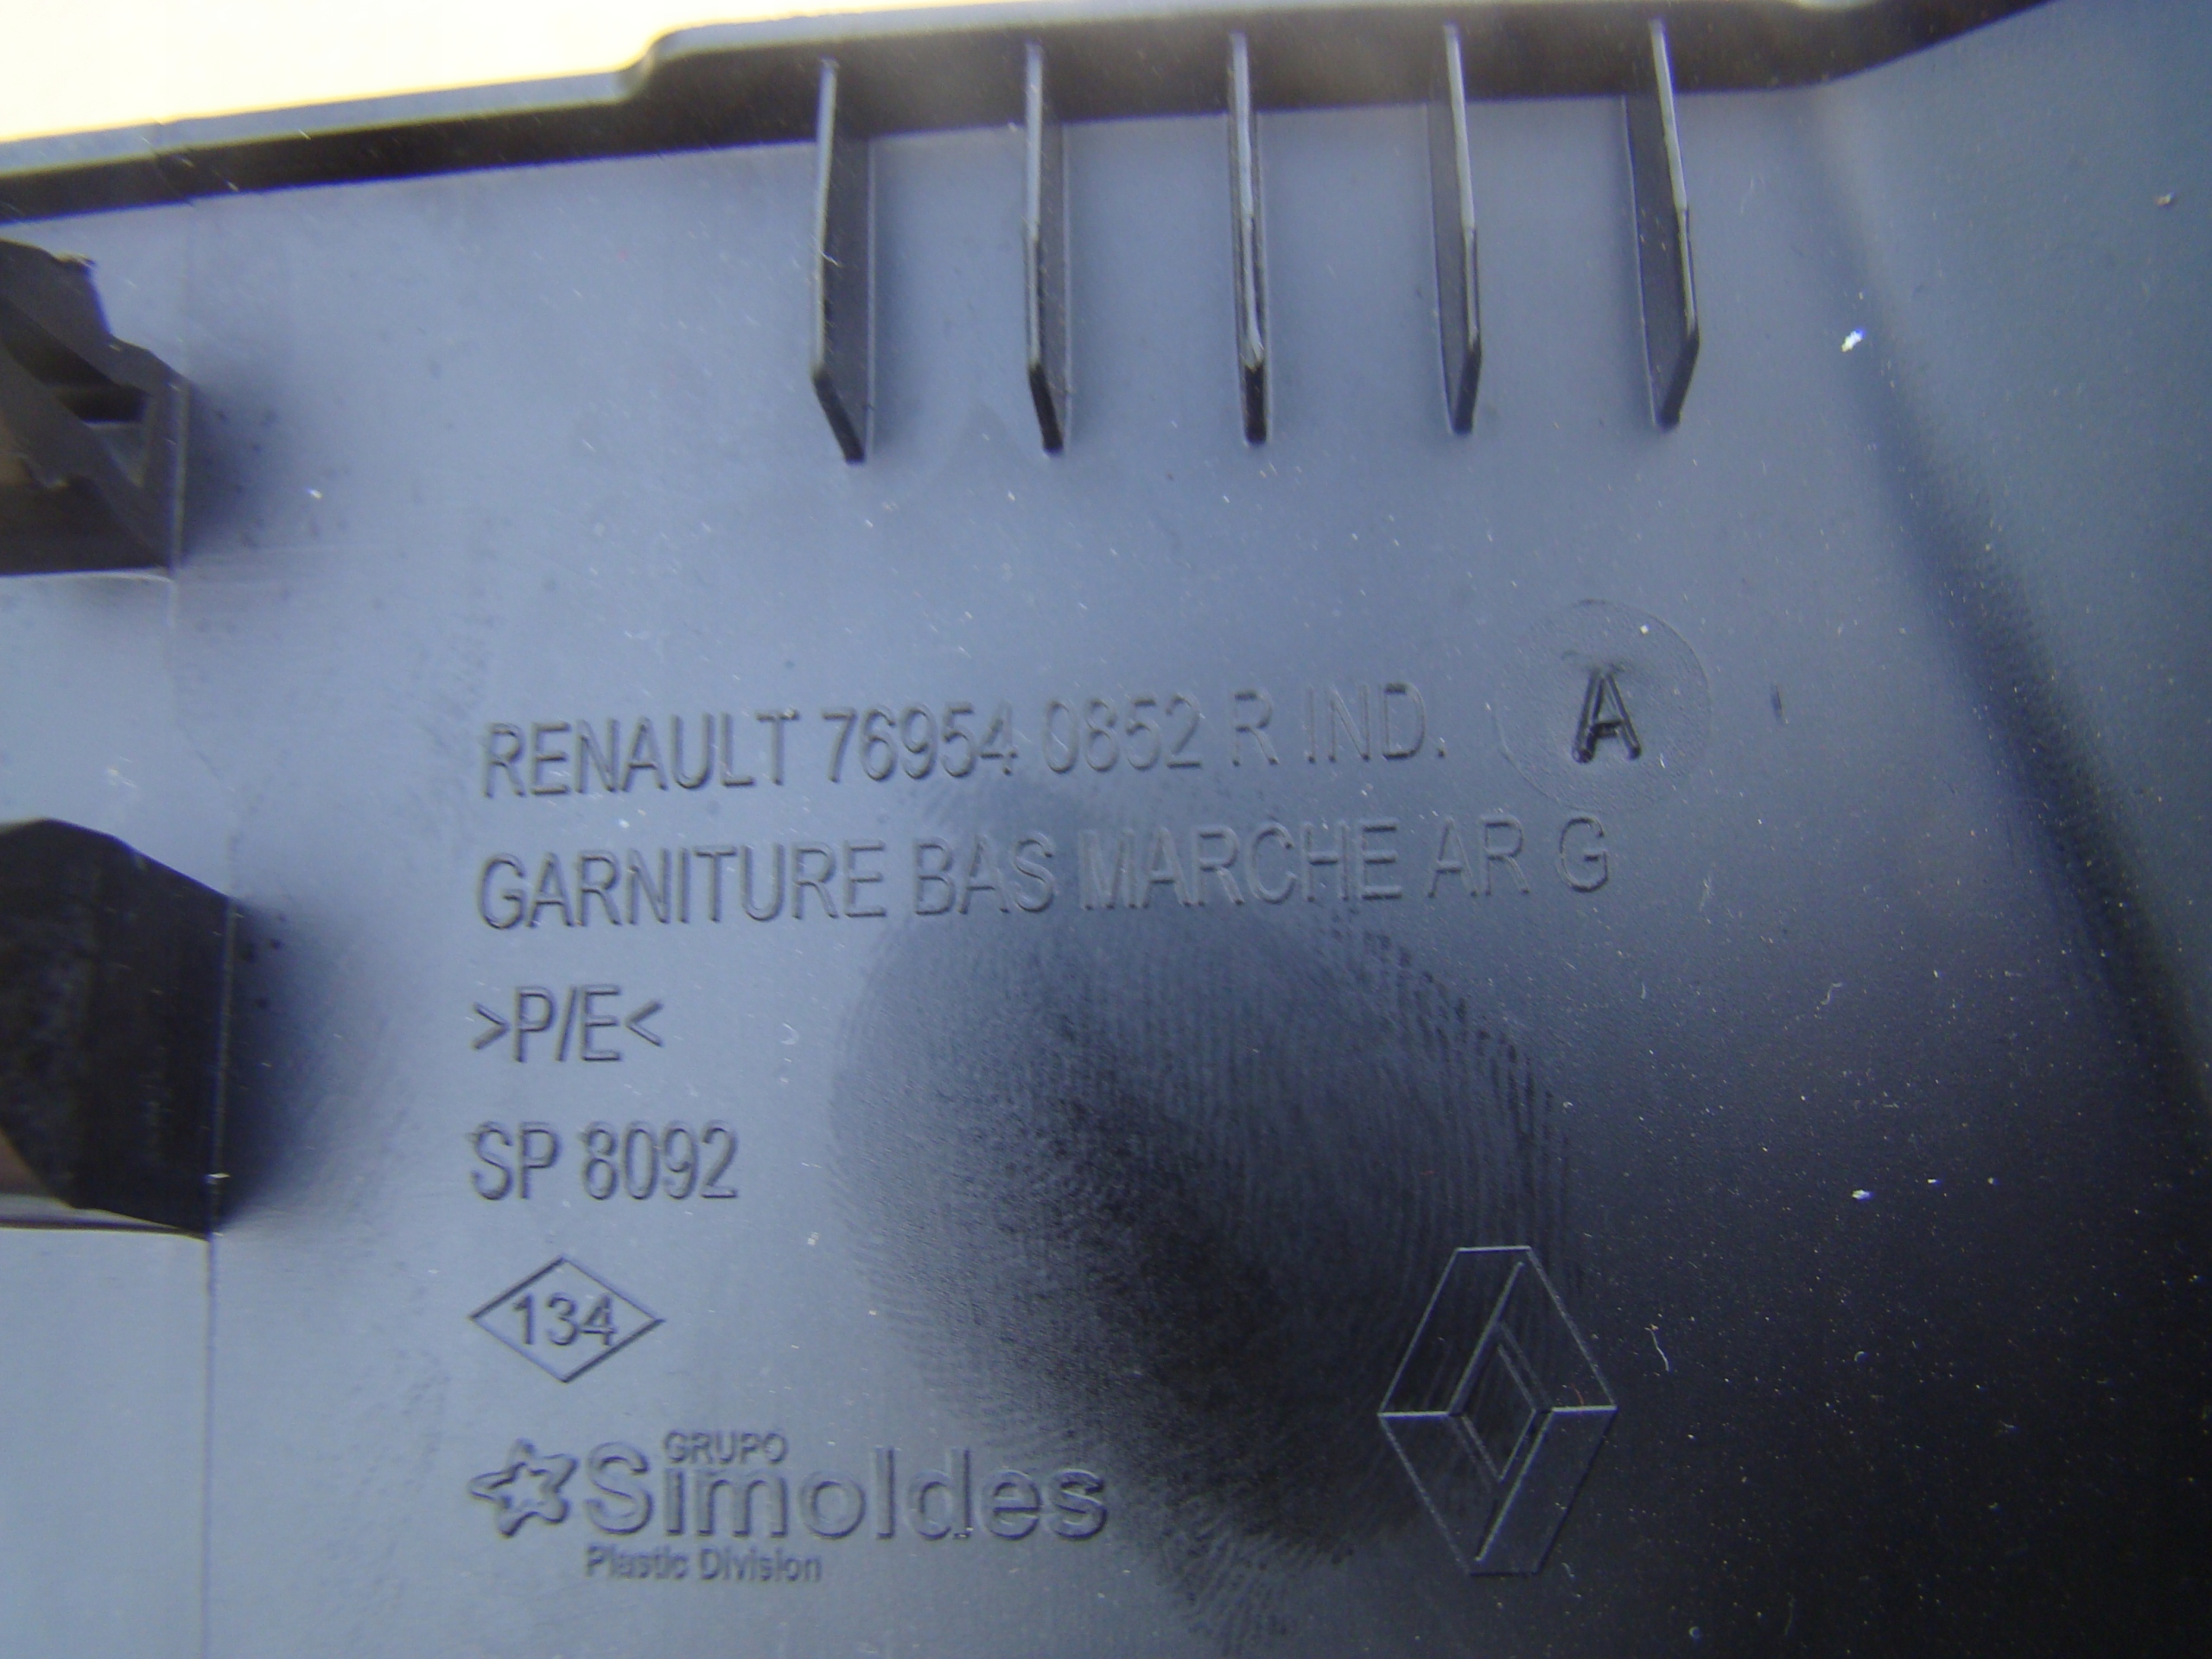 RENAULT 76954 0852 R IND. A
GARNITURE BAS MARCHE AR G
>P/E<
SP 8092
134
GRUPO
Simoldes
Plastic Division